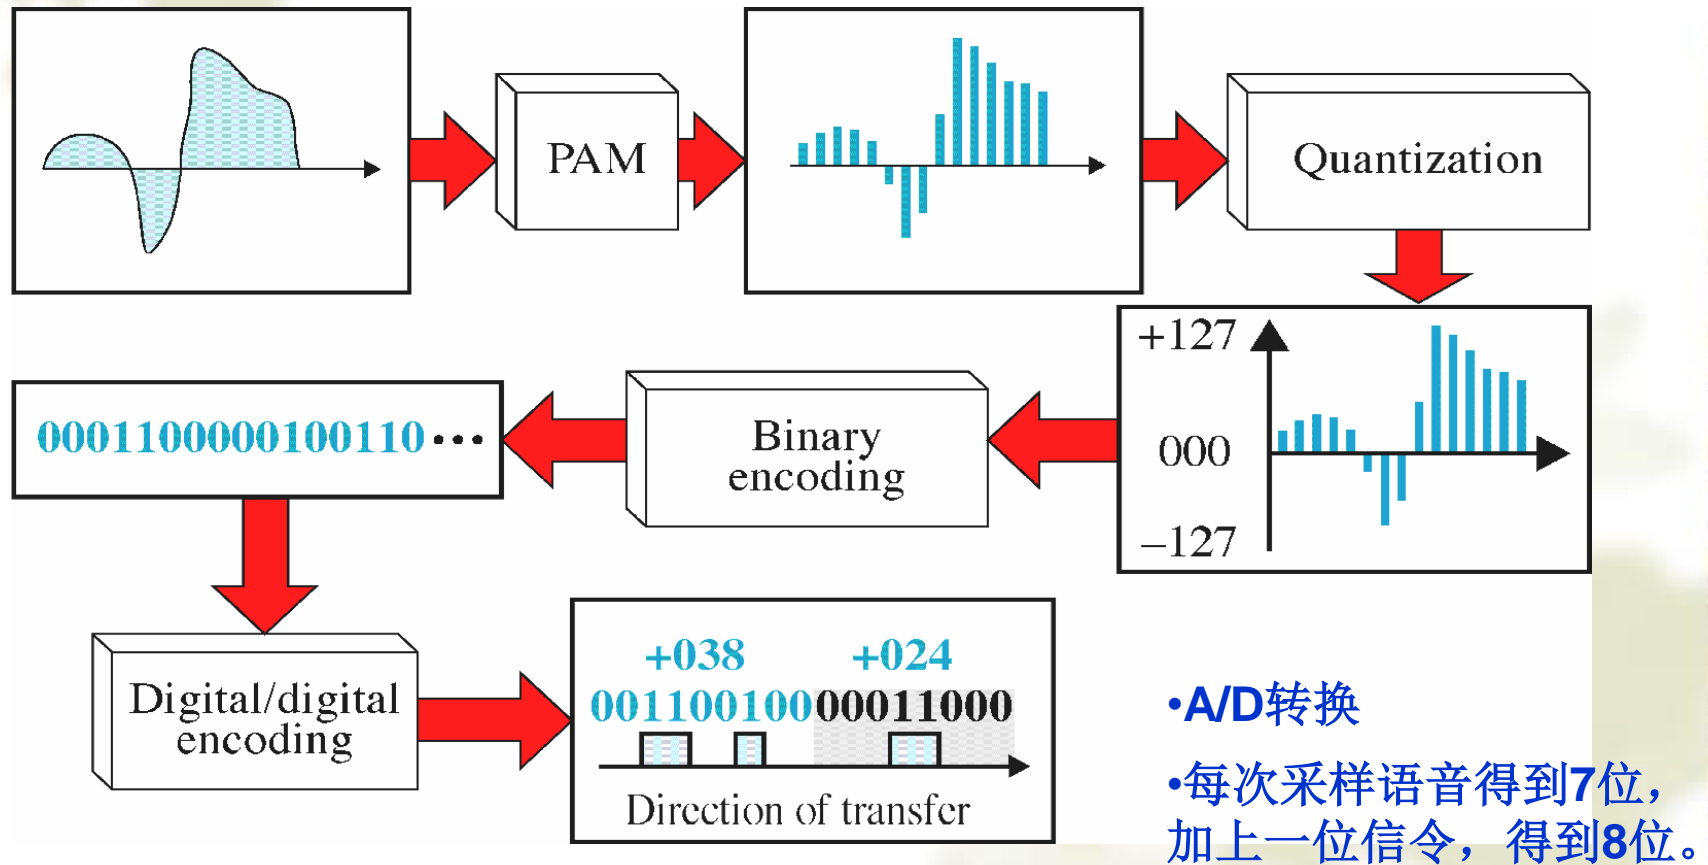 PAM
Quantization
+127
000
−127
Binary
encoding
0001100000100110•••
Digital/digital
encoding
+038 +024
00110010000011000
Direction of transfer
•A/D转换
•每次采样语音得到7位，
加上一位信令，得到8位。